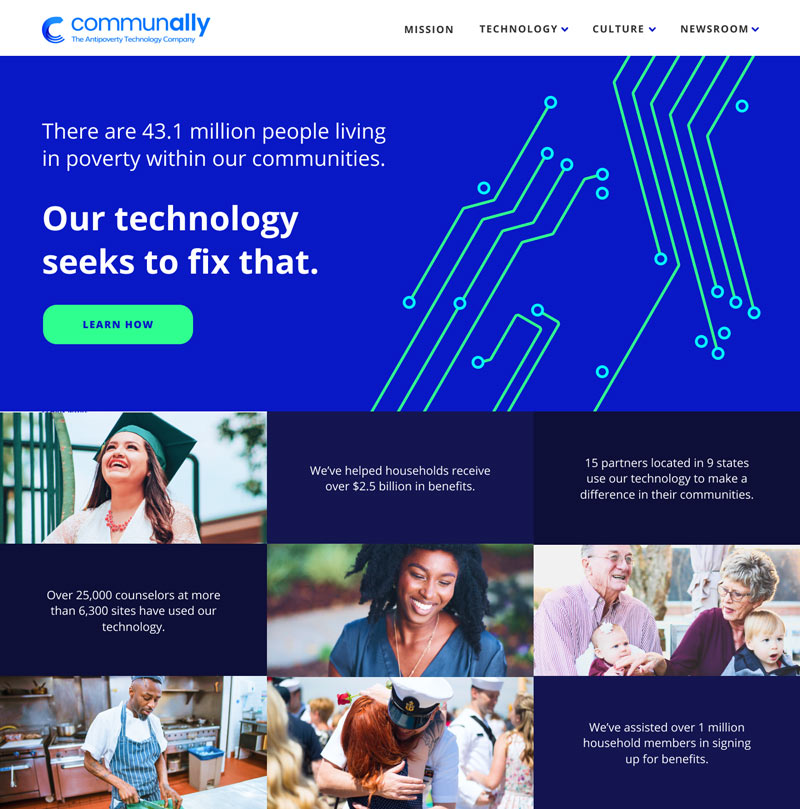 communally
The Antipoverty Technology Company
MISSION
TECHNOLOGY
CULTURE
NEWSROOM
There are 43.1 million people living
in poverty within our communities.
Our technology
seeks to fix that.
LEARN HOW
We’ve helped households receive
over $2.5 billion in benefits.
15 partners located in 9 states
use our technology to make a
difference in their communities.
Over 25,000 counselors at more
than 6,300 sites have used our
technology.
We’ve assisted over 1 million
household members in signing
up for benefits.